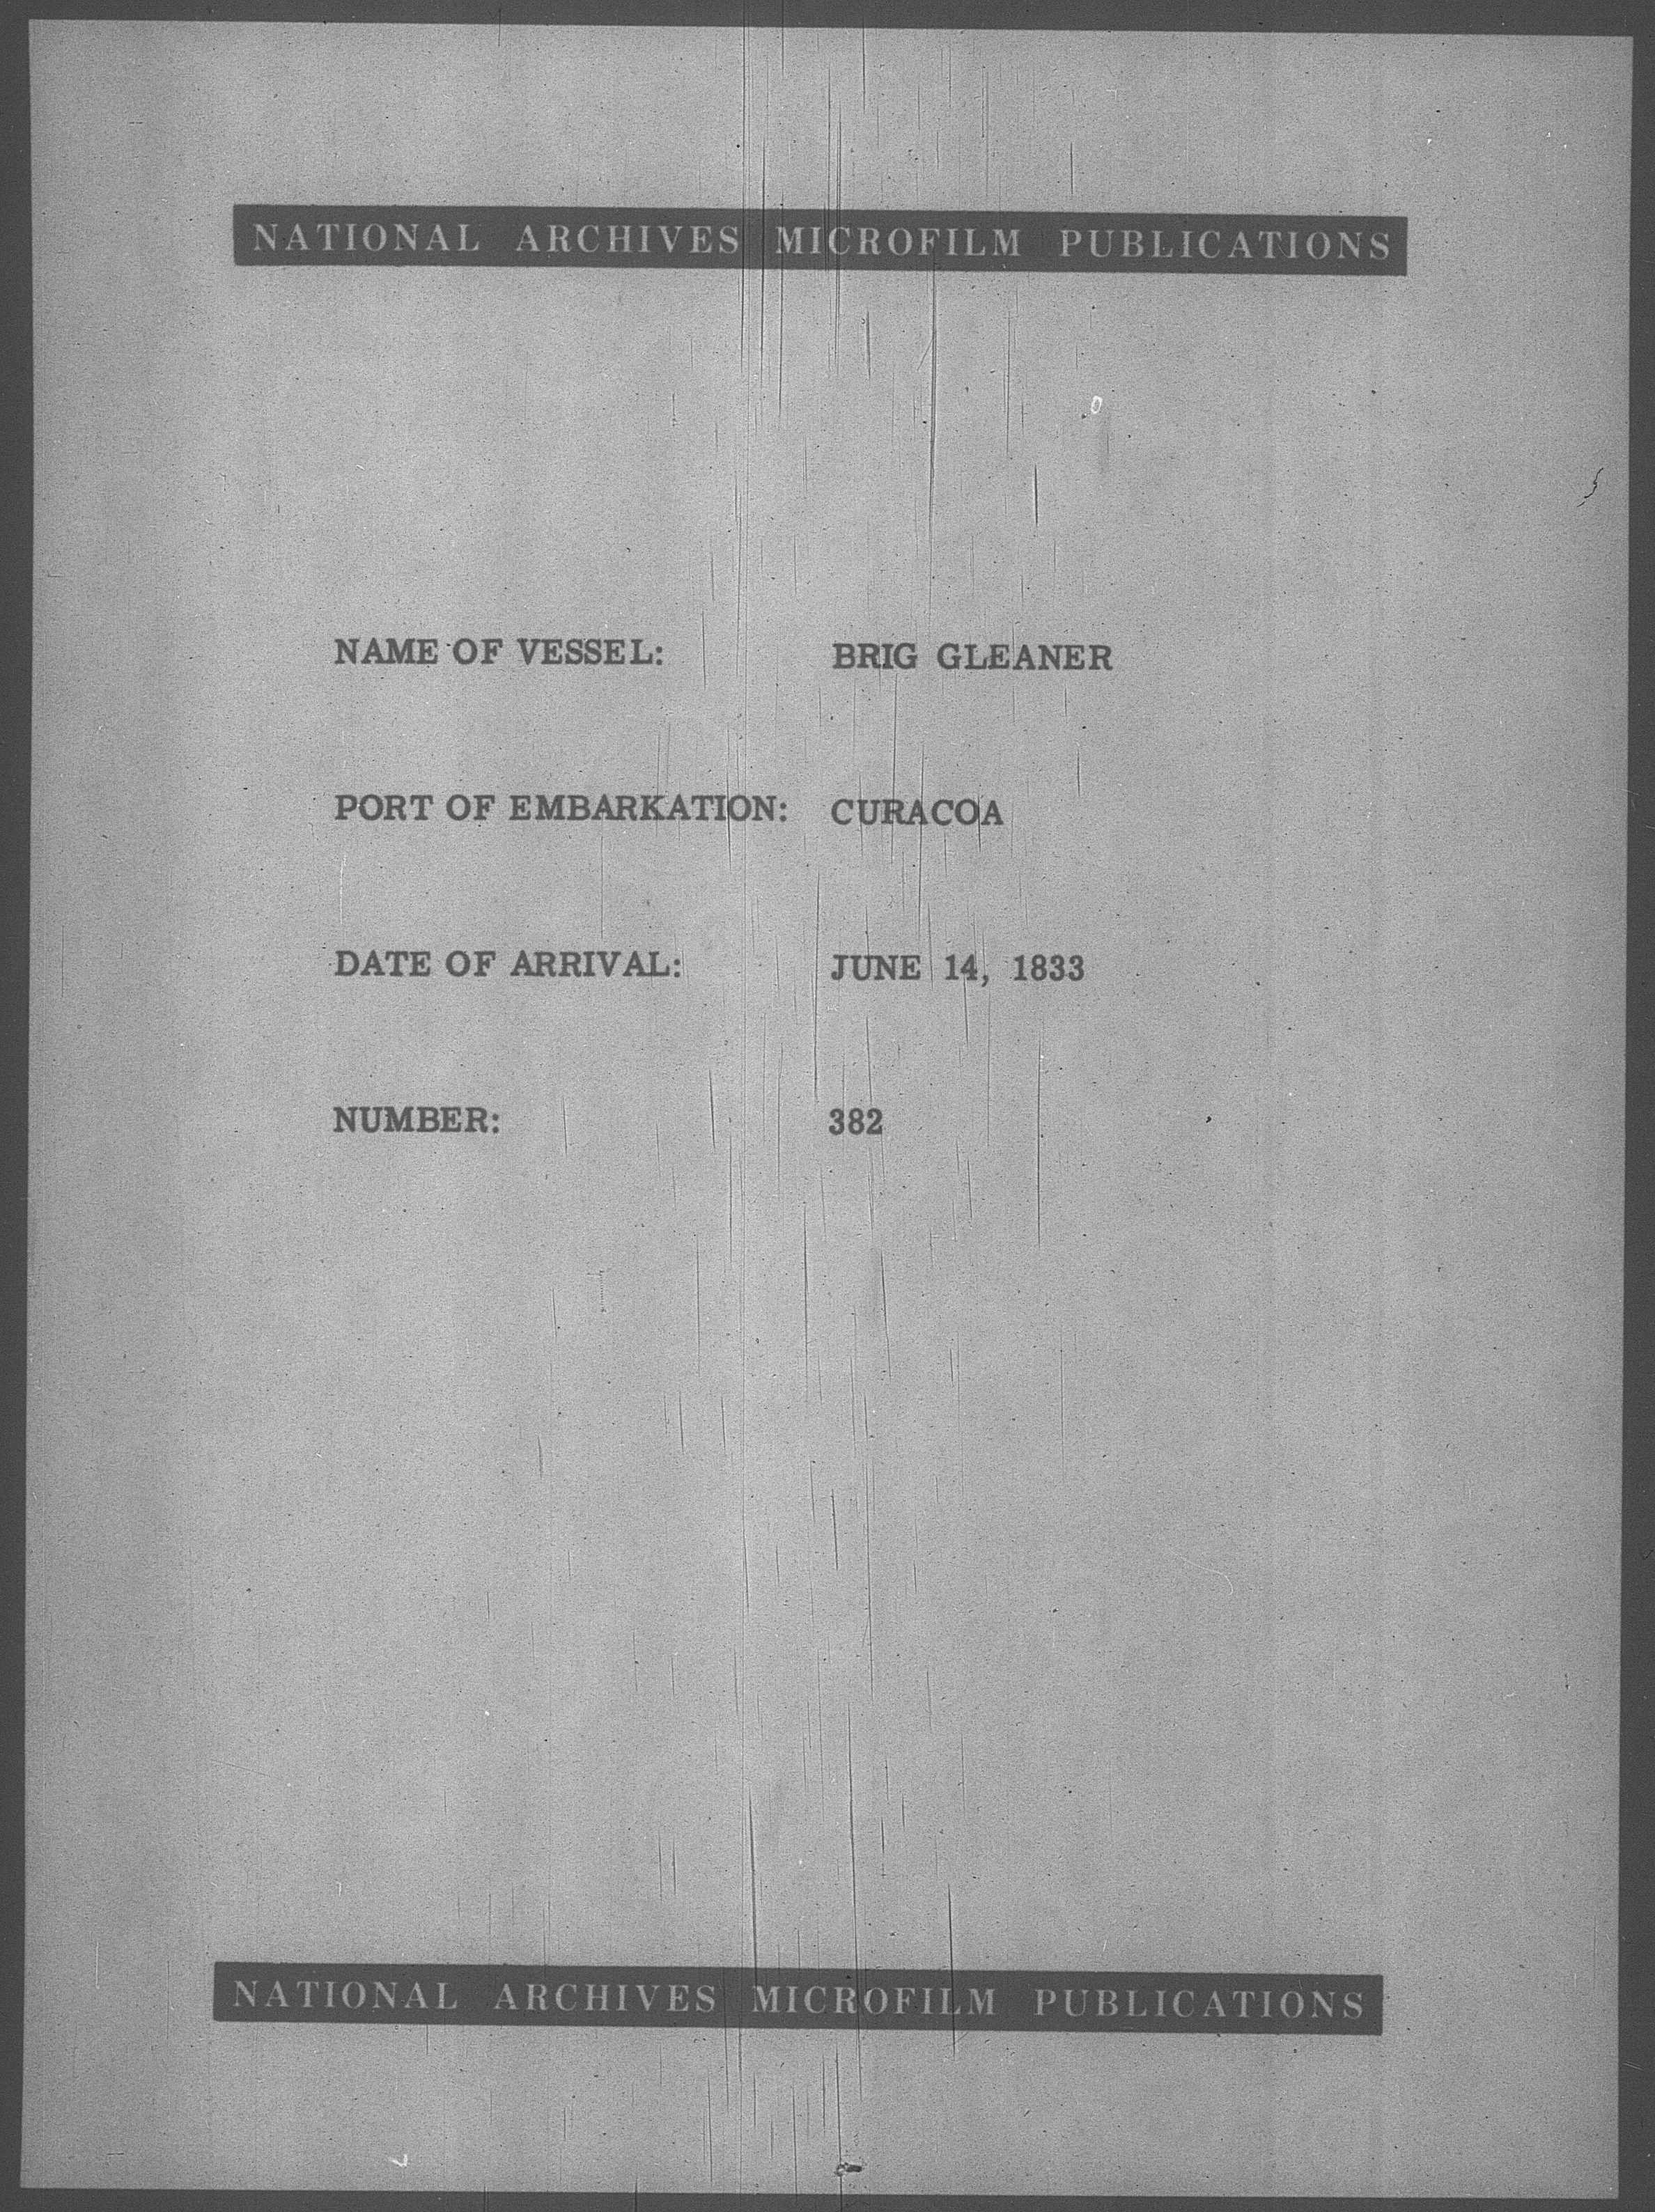 NATIONAL ARCHIVES MICROFILM PUBLICATIONS
NAME OF VESSEL: BRIG GLEANER
PORT OF EMBARKATION: CURACOA
DATE OF ARRIVAL: JUNE 14, 1833
NUMBER: 382
NATIONAL ARCHIVES MICROFILM PUBLICATIONS